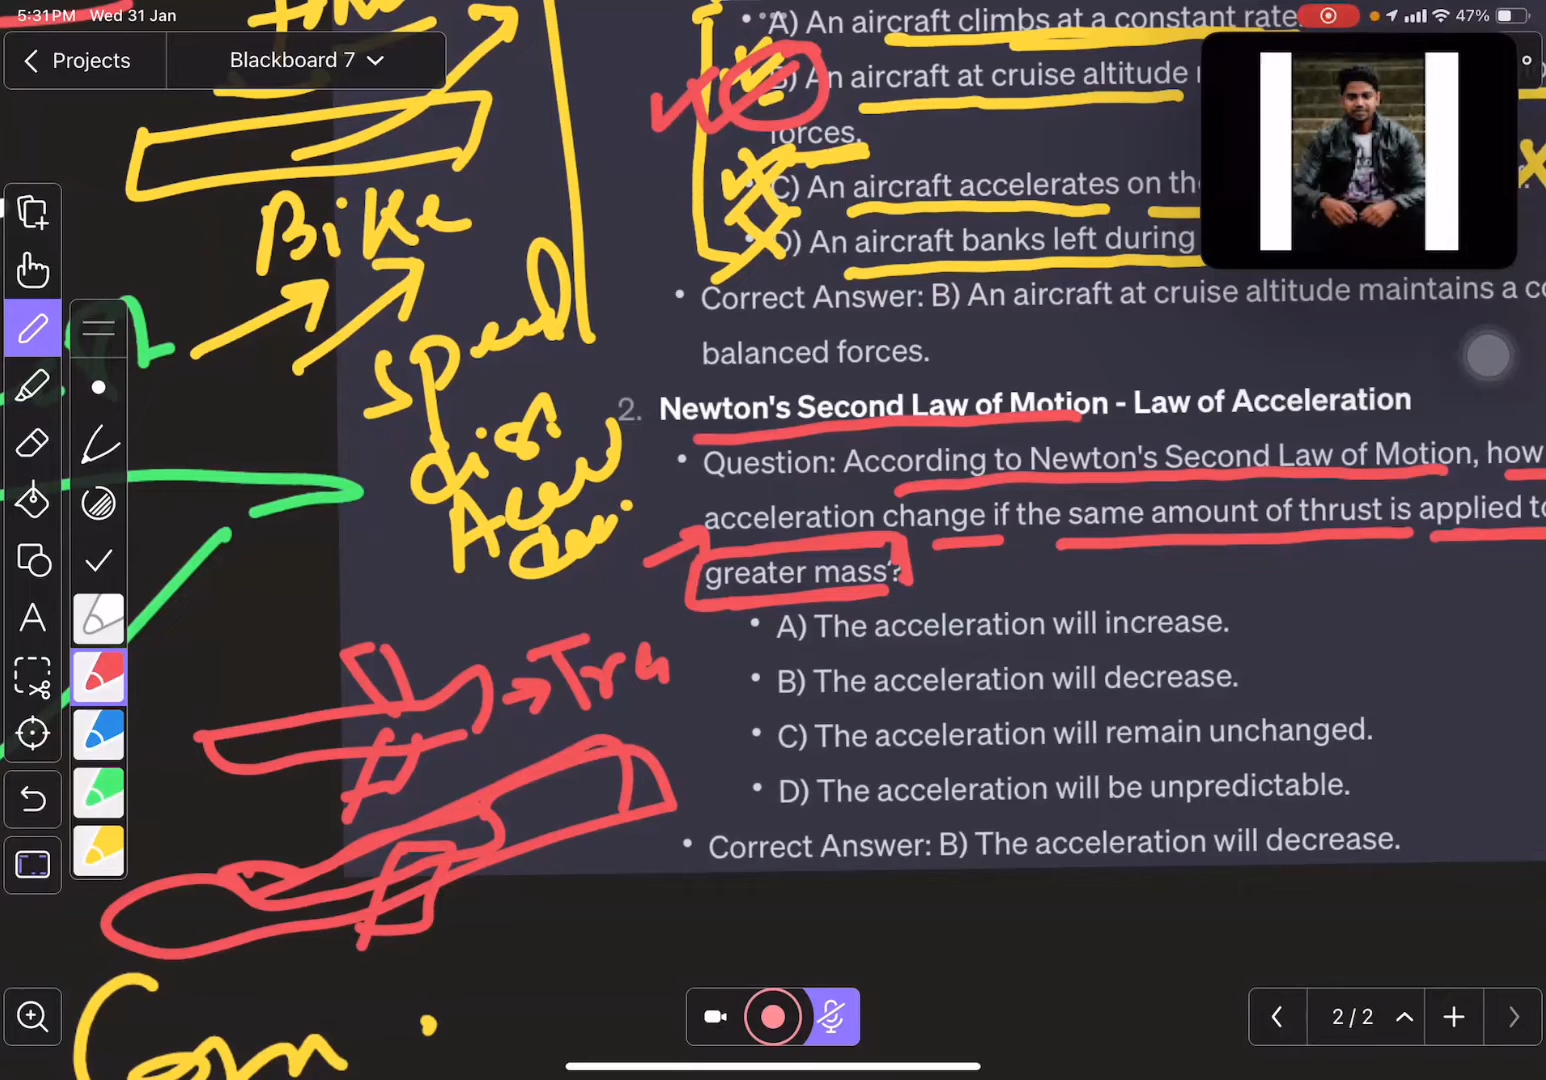 5:31PM Wed 31 Jan
47%
Projects
Blackboard 7
A) An aircraft climbs at a constant rate.
B) An aircraft at cruise altitude
forces.
C) An aircraft accelerates on
D) An aircraft banks left during
Correct Answer: B) An aircraft at cruise altitude maintains a
balanced forces.
2. Newton's Second Law of Motion - Law of Acceleration
Question: According to Newton's Second Law of Motion, how
acceleration change if the same amount of thrust is applied
greater mass?
A) The acceleration will increase.
B) The acceleration will decrease.
C) The acceleration will remain unchanged.
D) The acceleration will be unpredictable.
Correct Answer: B) The acceleration will decrease.
Bike
Speed
A
2/2